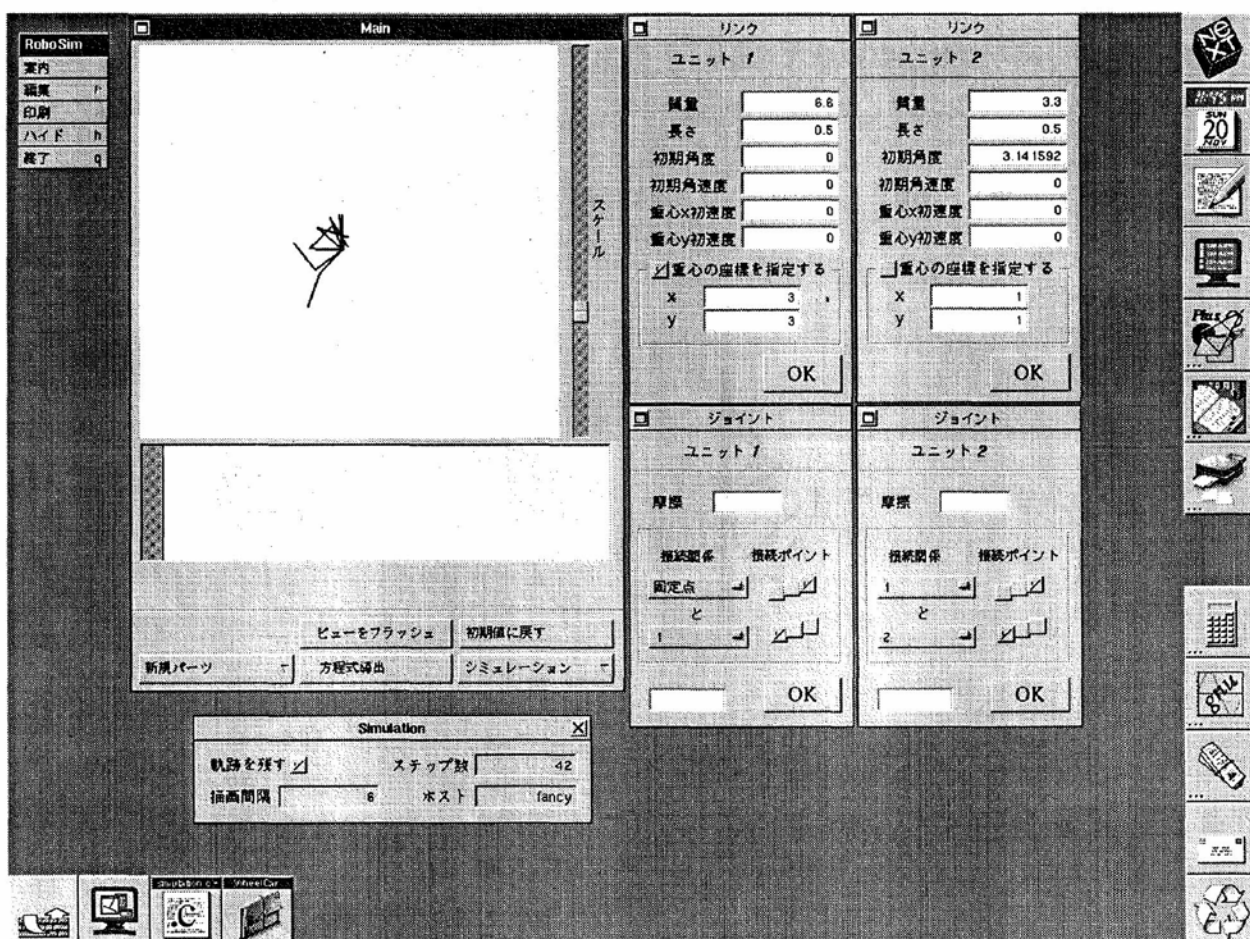 RoboSim
案内
編集 r
印刷
ハイド h
終了 q
Main
スケール
ビューをフラッシュ
初期値に戻す
新規パーツ
方程式導出
シミュレーション
リンク
ユニット 1
質量 6.6
長さ 0.5
初期角度 0
初期角速度 0
重心x初速度 0
重心y初速度 0
重心の座標を指定する
x 3
y 3
OK
リンク
ユニット 2
質量 3.3
長さ 0.5
初期角度 3.141592
初期角速度 0
重心x初速度 0
重心y初速度 0
重心の座標を指定する
x 1
y 1
OK
ジョイント
ユニット 1
摩擦
接続関係 接続ポイント
固定点
と
1
OK
ジョイント
ユニット 2
摩擦
接続関係 接続ポイント
1
と
2
OK
Simulation
軌跡を残す ステップ数 42
描画間隔 6 ホスト fancy
NeXT
SUN
20
NOV
Plus
gnu
simulation.c
.C
WheelCar